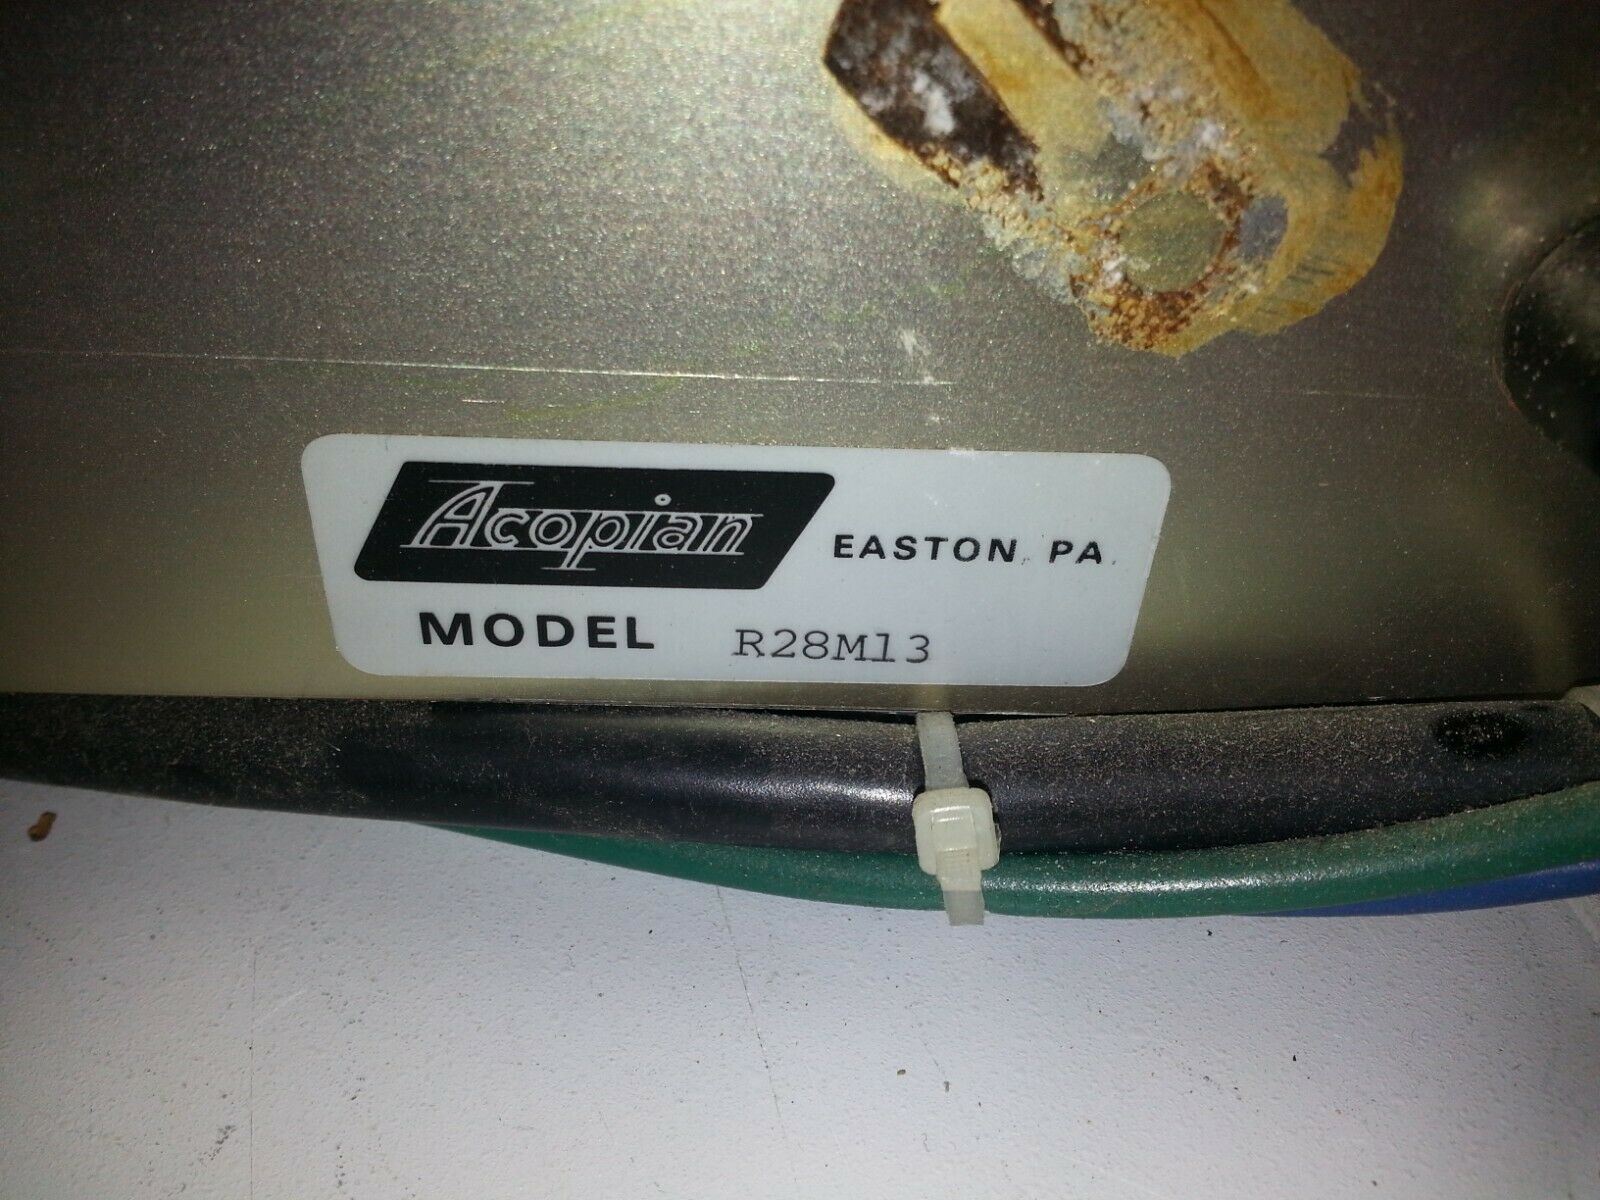 Acopian EASTON, PA.
MODEL R28M13